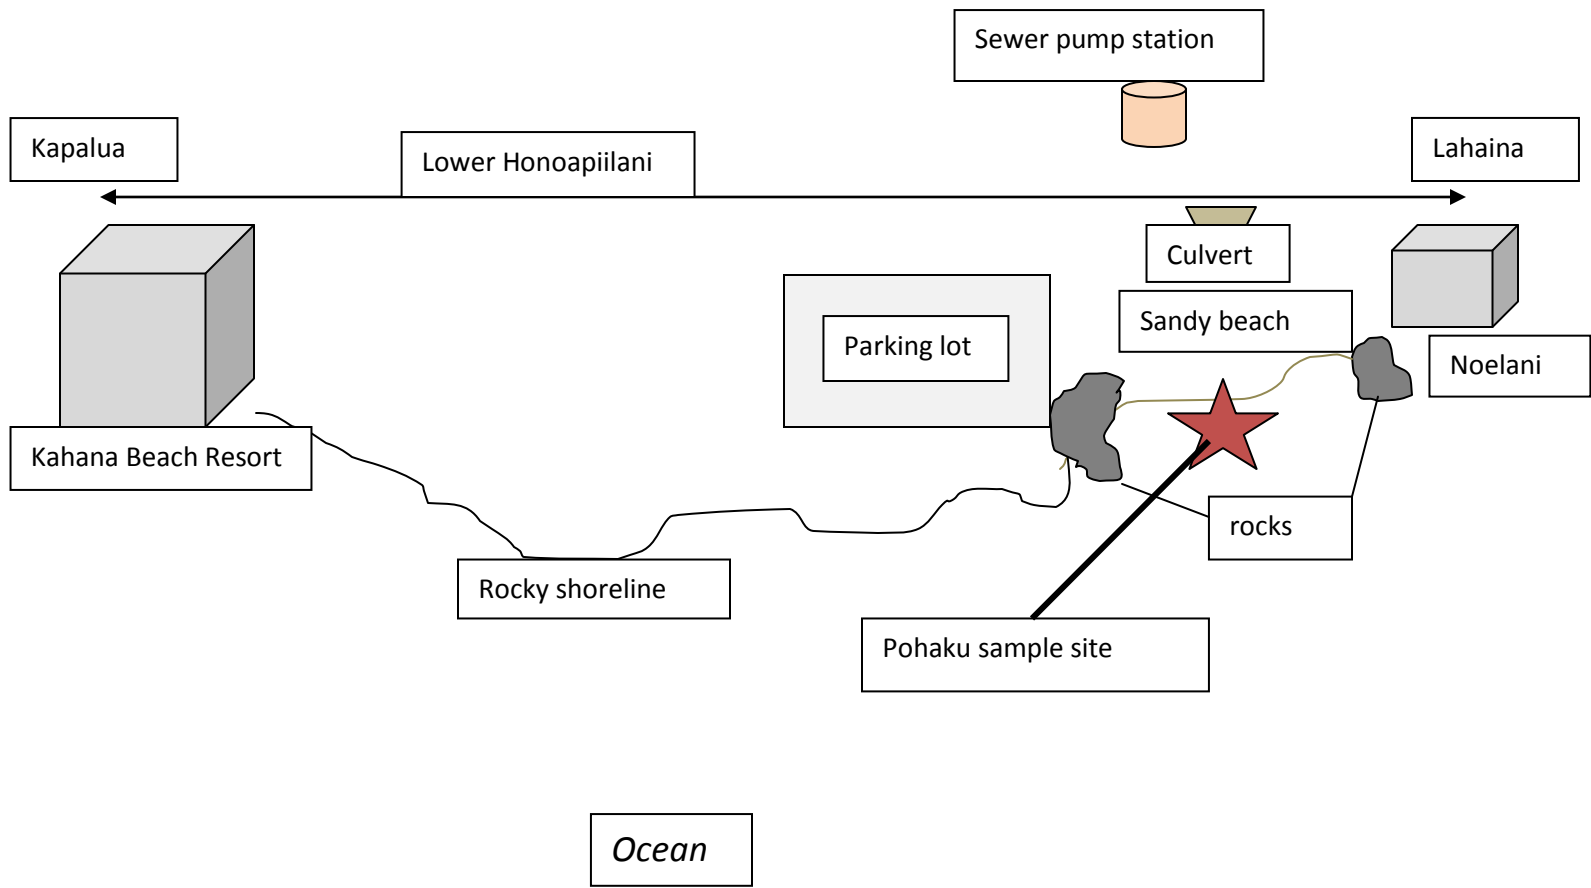 Sewer pump station
Kapalua
Lower Honoapiilani
Lahaina
Culvert
Sandy beach
Parking lot
Noelani
Kahana Beach Resort
rocks
Rocky shoreline
Pohaku sample site
Ocean